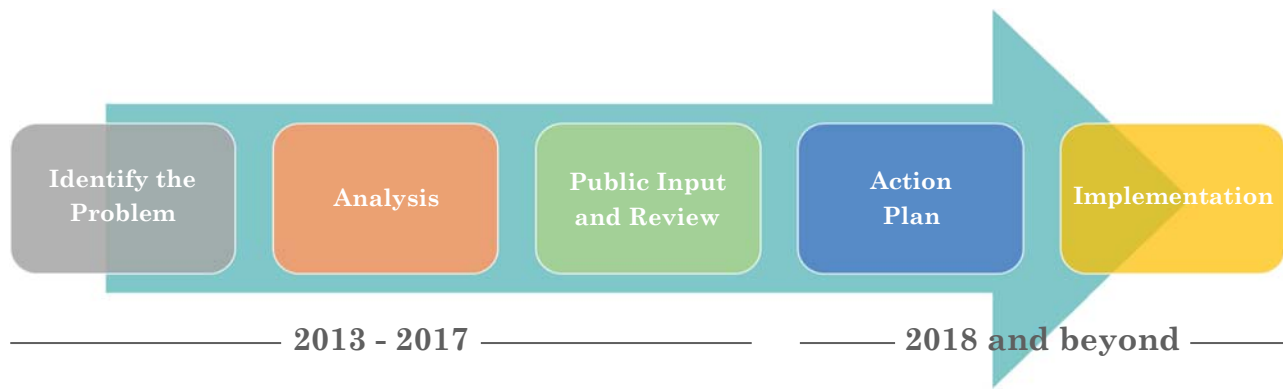 Identify the
Problem
Analysis
Public Input
and Review
Action
Plan
Implementation
2013 - 2017
2018 and beyond